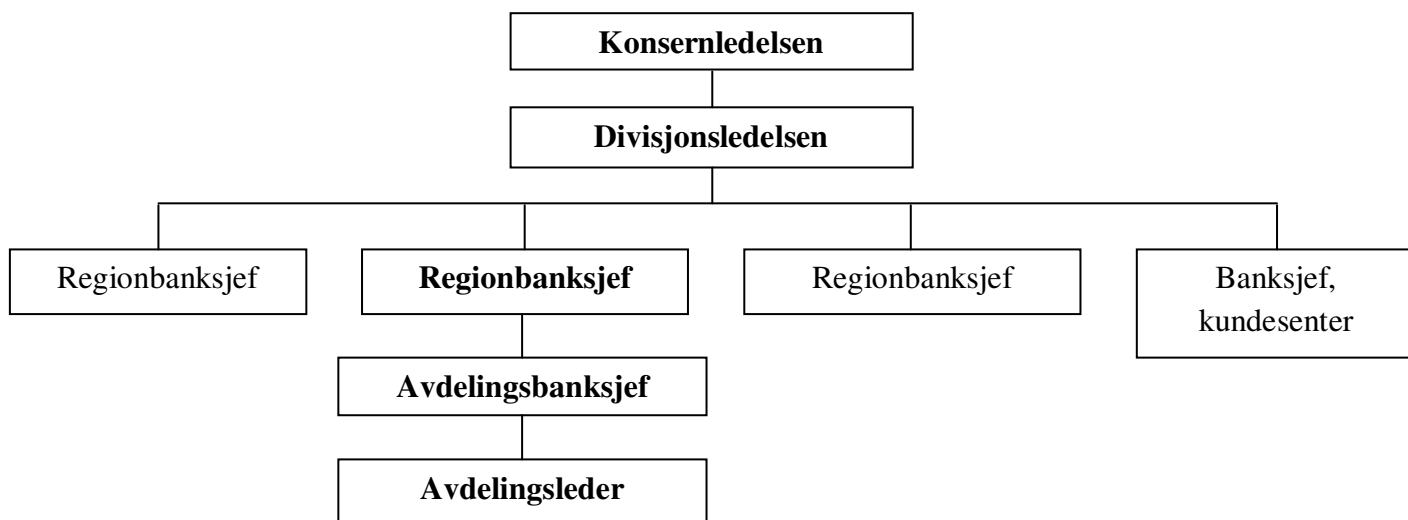 Konsernledelsen
Divisjonsledelsen
Regionbanksjef
Regionbanksjef
Regionbanksjef
Banksjef,
kundesenter
Avdelingsbanksjef
Avdelingsleder